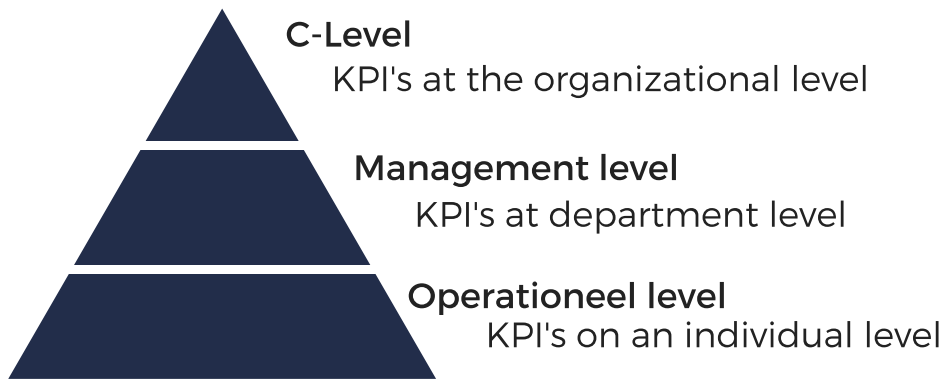 C-Level
KPI's at the organizational level
Management level
KPI's at department level
Operationeel level
KPI's on an individual level